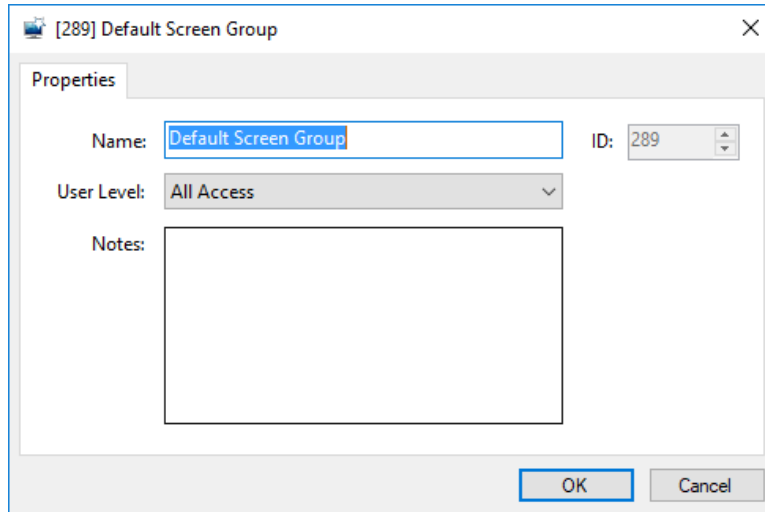 [289] Default Screen Group
Properties
Name: Default Screen Group ID: 289
User Level: All Access
Notes:
OK Cancel